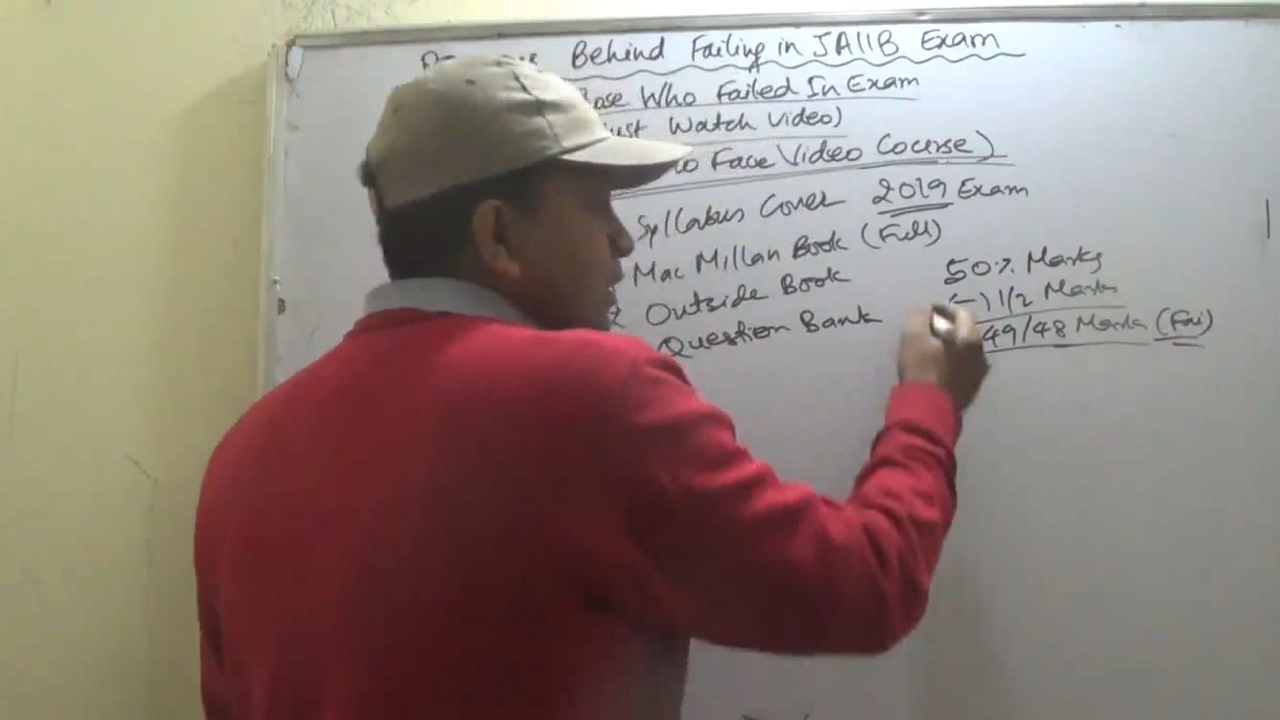 Behind Failing in JAIIB Exam
Who Failed In Exam
Watch Video)
Face Video Course)
Syllabus Cover 2019 Exam
Mac Millan Book (Full)
Outside Book
Question Bank
50% Marks
(-) 1/2 Marks
49/48 Marks (Fail)